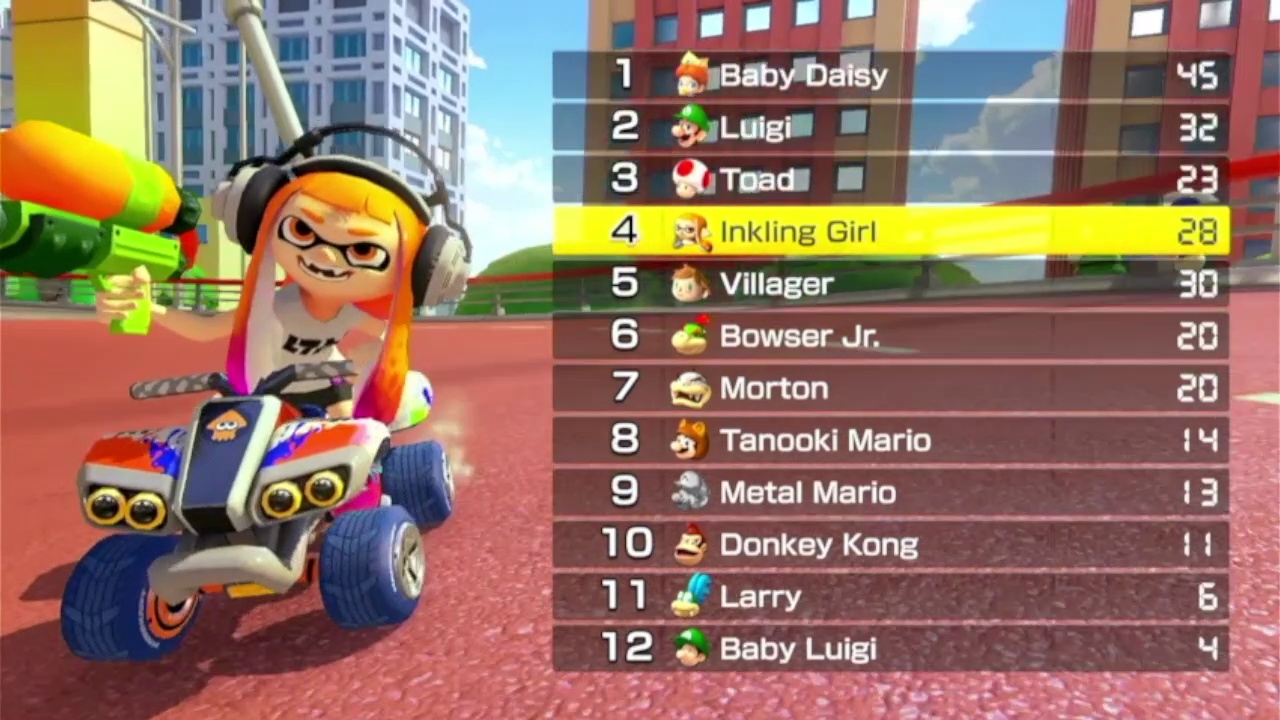 1 Baby Daisy 45
2 Luigi 32
3 Toad 23
4 Inkling Girl 28
5 Villager 30
6 Bowser Jr. 20
7 Morton 20
8 Tanooki Mario 14
9 Metal Mario 13
10 Donkey Kong 11
11 Larry 6
12 Baby Luigi 4